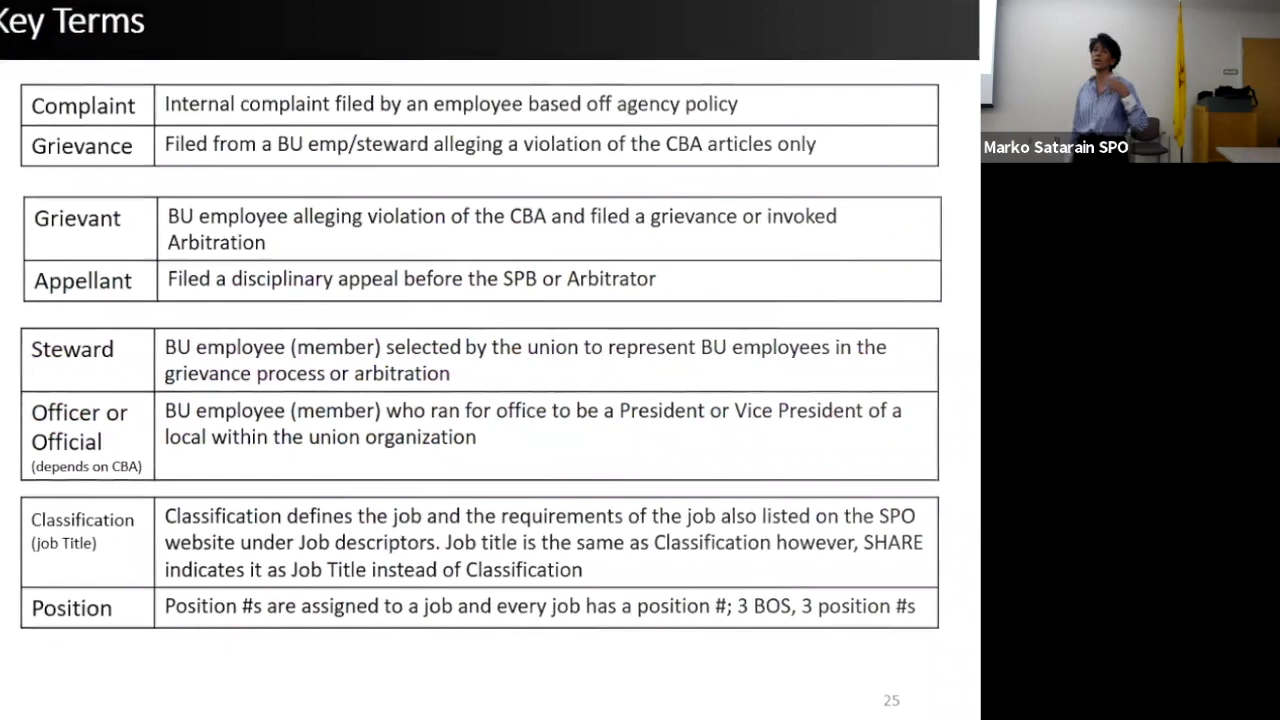 Key Terms
Complaint
Internal complaint filed by an employee based off agency policy
Grievance
Filed from a BU emp/steward alleging a violation of the CBA articles only
Grievant
BU employee alleging violation of the CBA and filed a grievance or invoked
Arbitration
Appellant
Filed a disciplinary appeal before the SPB or Arbitrator
Steward
BU employee (member) selected by the union to represent BU employees in the
grievance process or arbitration
Officer or
Official
(depends on CBA)
BU employee (member) who ran for office to be a President or Vice President of a
local within the union organization
Classification
(job Title)
Classification defines the job and the requirements of the job also listed on the SPO
website under Job descriptors. Job title is the same as Classification however, SHARE
indicates it as Job Title instead of Classification
Position
Position #s are assigned to a job and every job has a position #; 3 BOS, 3 position #s
25
Marko Satarain SPO